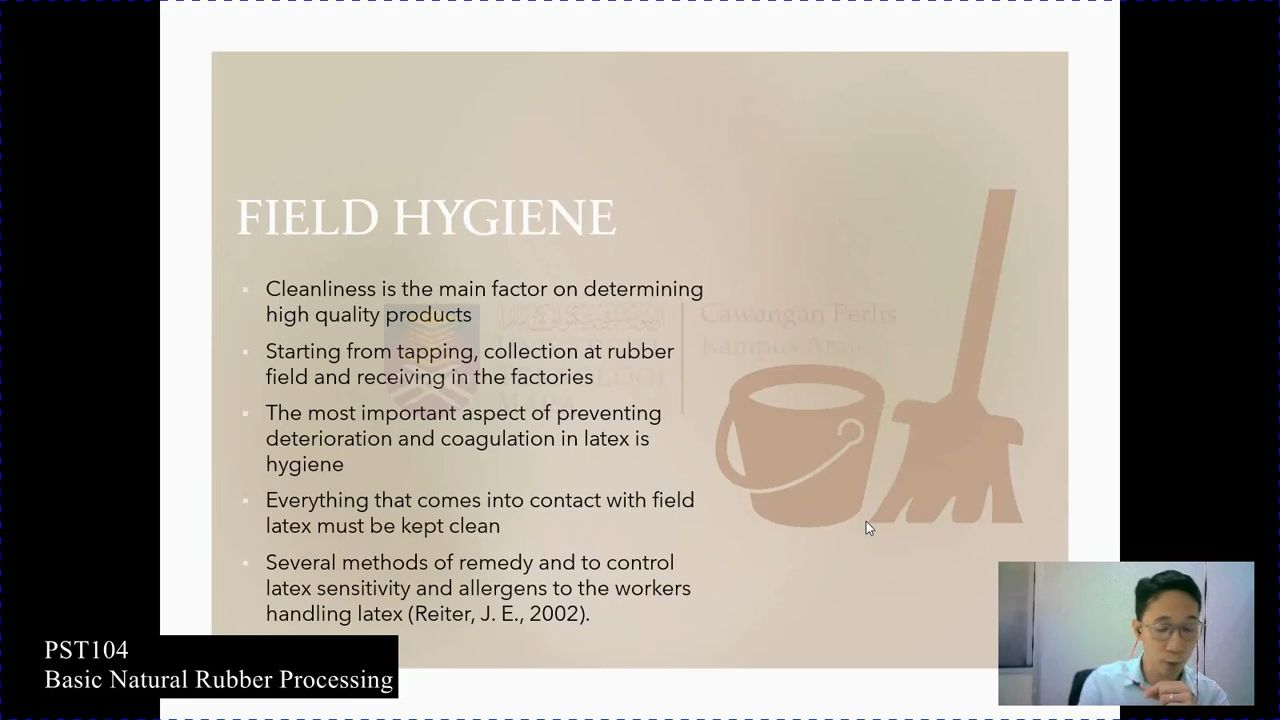 FIELD HYGIENE
Cleanliness is the main factor on determining
high quality products
Starting from tapping, collection at rubber
field and receiving in the factories
The most important aspect of preventing
deterioration and coagulation in latex is
hygiene
Everything that comes into contact with field
latex must be kept clean
Several methods of remedy and to control
latex sensitivity and allergens to the workers
handling latex (Reiter, J. E., 2002).
Cawangan Perlis
Kampus Arau
PST104
Basic Natural Rubber Processing